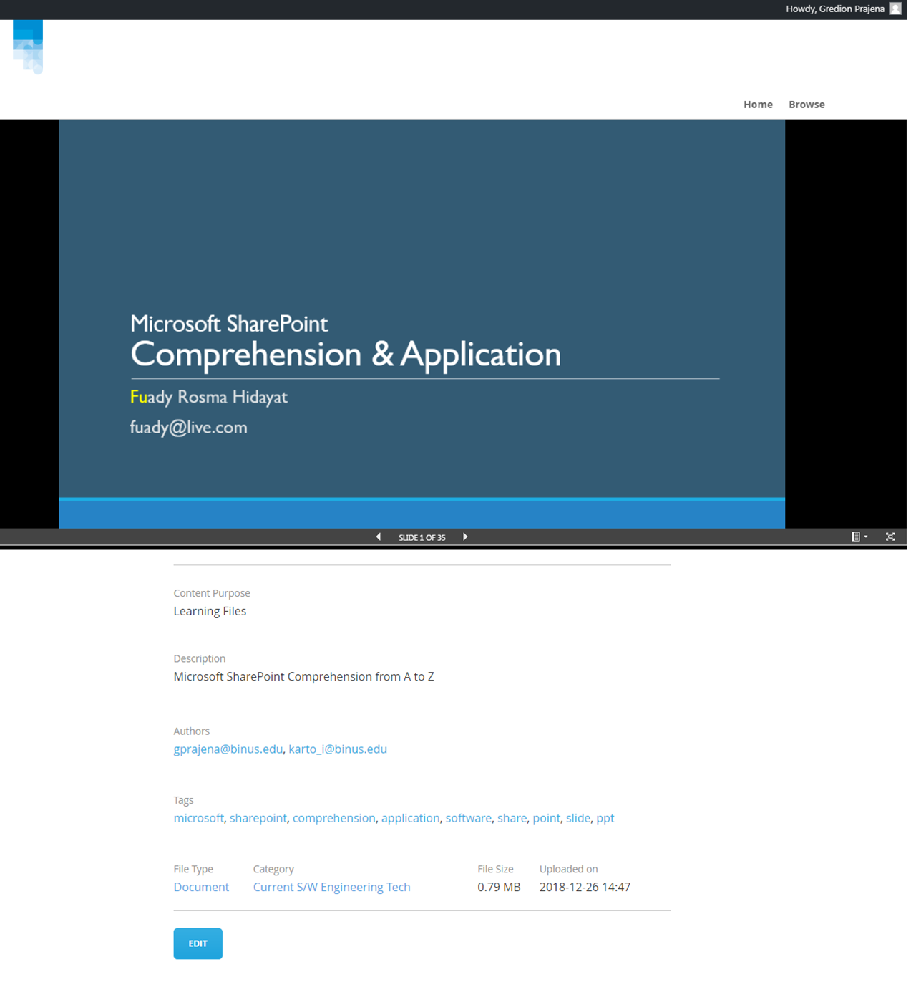 Howdy, Gredion Prajena
Home Browse
Microsoft SharePoint
Comprehension & Application
Fuady Rosma Hidayat
fuady@live.com
SLIDE 1 OF 35
Content Purpose
Learning Files
Description
Microsoft SharePoint Comprehension from A to Z
Authors
gprajena@binus.edu, karto_i@binus.edu
Tags
microsoft, sharepoint, comprehension, application, software, share, point, slide, ppt
File Type Category File Size Uploaded on
Document Current S/W Engineering Tech 0.79 MB 2018-12-26 14:47
EDIT